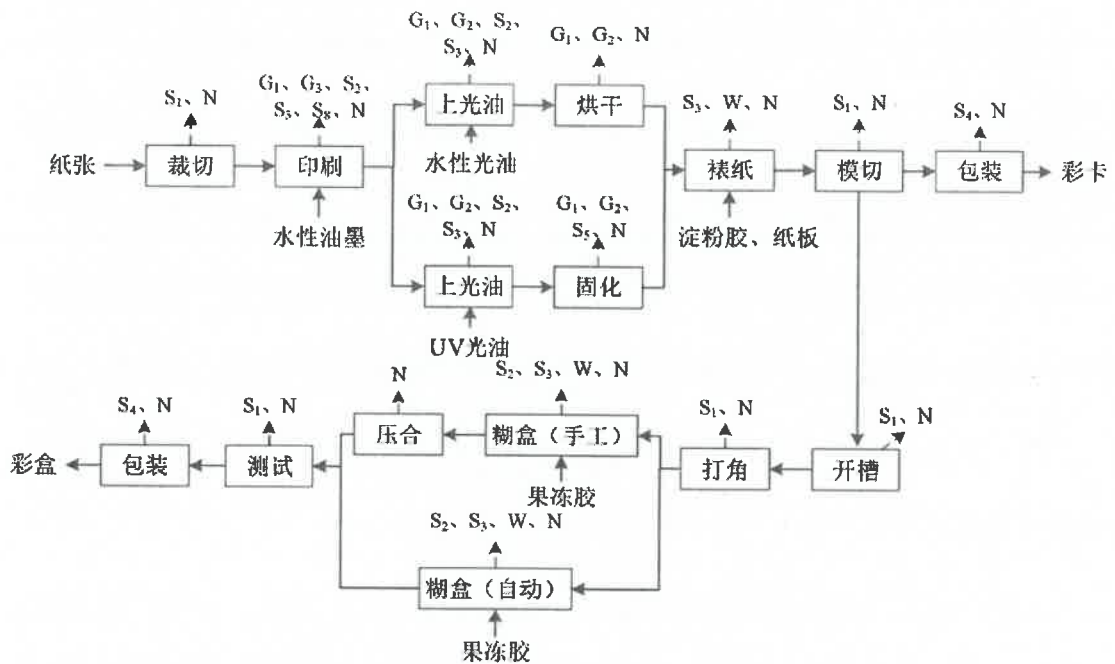 G₁、G₂、S₂、
S₃、N
G₁、G₂、N
S₁、N
G₁、G₃、S₂、
S₃、S₈、N
上光油
烘干
S₃、W、N
S₁、N
S₄、N
纸张
裁切
印刷
水性光油
裱纸
模切
包装
彩卡
水性油墨
G₁、G₂、S₂、
S₃、N
G₁、G₂、
S₅、N
淀粉胶、纸板
上光油
固化
UV光油
S₄、N
S₁、N
N
S₂、S₃、W、N
S₁、N
S₁、N
彩盒
包装
测试
压合
糊盒（手工）
打角
开槽
果冻胶
S₂、S₃、W、N
糊盒（自动）
果冻胶